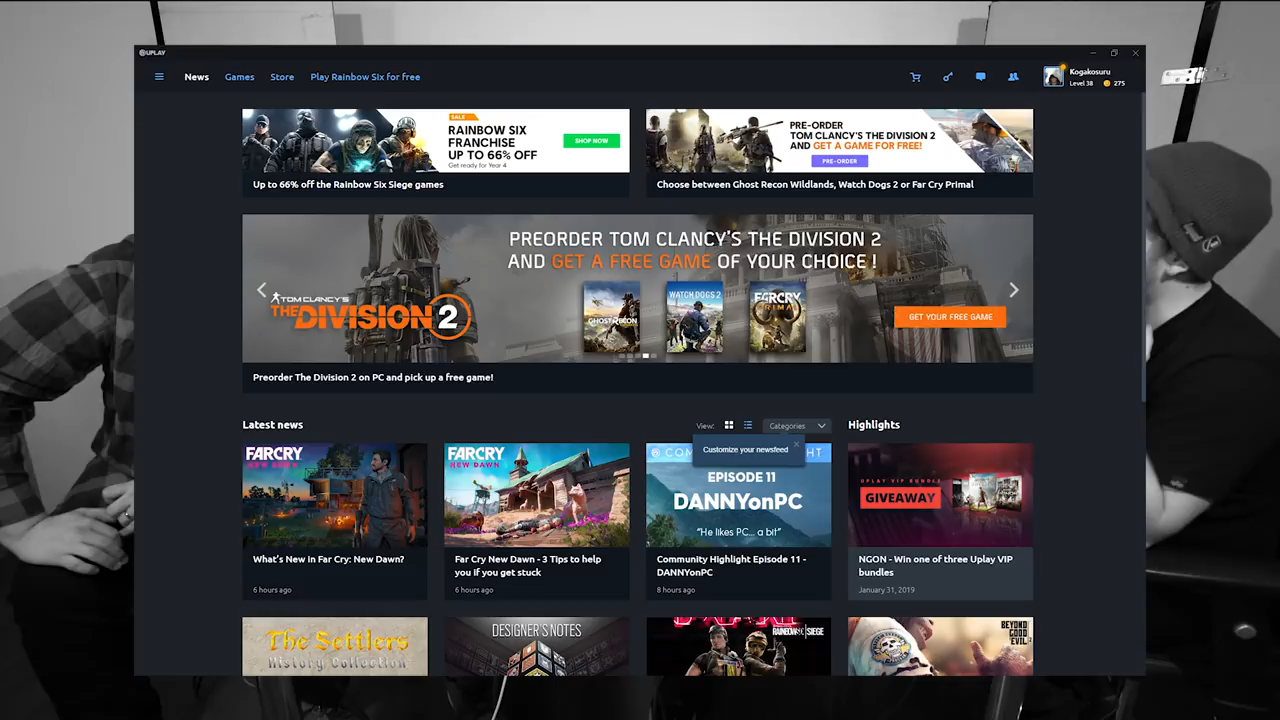 UPLAY
News
Games
Store
Play Rainbow Six for free
Kogakosuru
Level 38
275
SALE
RAINBOW SIX
FRANCHISE
UP TO 66% OFF
Get ready for Year 4
SHOP NOW
Up to 66% off the Rainbow Six Siege games
PRE-ORDER
TOM CLANCY'S THE DIVISION 2
AND GET A GAME FOR FREE!
PRE-ORDER
Choose between Ghost Recon Wildlands, Watch Dogs 2 or Far Cry Primal
PREORDER TOM CLANCY'S THE DIVISION 2
AND GET A FREE GAME OF YOUR CHOICE !
TOM CLANCY'S
THE DIVISION 2
GHOST RECON
WATCH DOGS 2
FARCRY
PRIMAL
GET YOUR FREE GAME
Preorder The Division 2 on PC and pick up a free game!
Latest news
View:
Categories
Highlights
Customize your newsfeed
FARCRY
NEW DAWN
What's New in Far Cry: New Dawn?
6 hours ago
FARCRY
NEW DAWN
Far Cry New Dawn - 3 Tips to help
you if you get stuck
6 hours ago
EPISODE 11
DANNYonPC
"He likes PC... a bit"
Community Highlight Episode 11 -
DANNYonPC
8 hours ago
UPLAY VIP BUNDLE
GIVEAWAY
NGON - Win one of three Uplay VIP
bundles
January 31, 2019
The Settlers
History Collection
DESIGNER'S NOTES
RAINBOW SIX SIEGE
BEYOND
GOOD
& EVIL 2